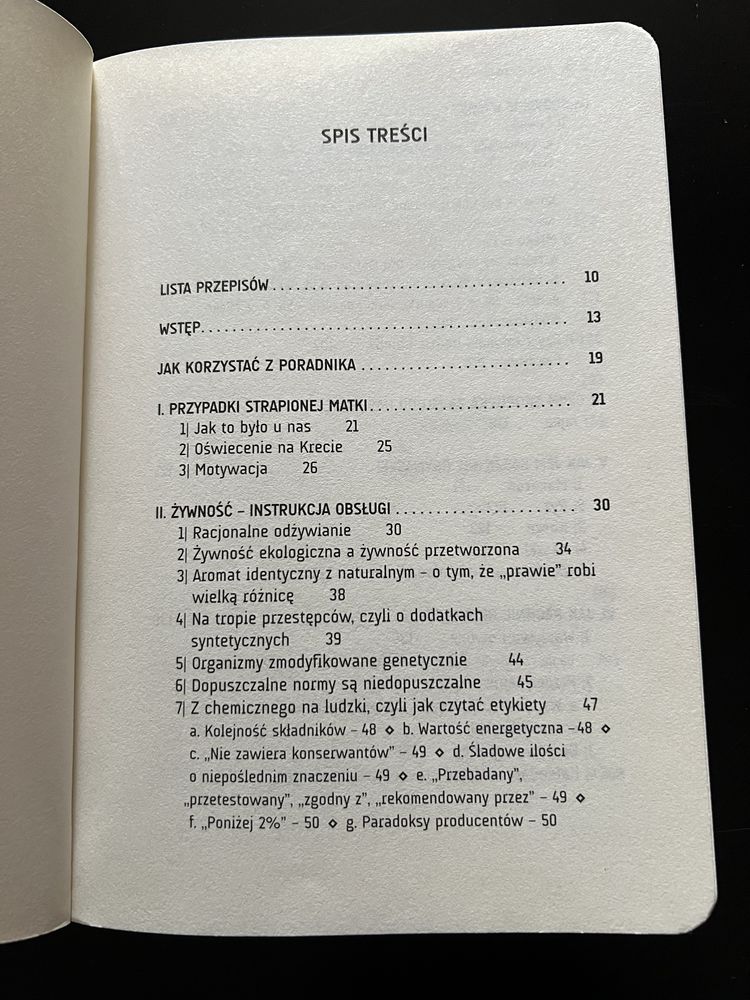 SPIS TREŚCI
LISTA PRZEPISÓW . . . . . . . . . . . . . . . . . . . . . . . . . . . . . . . . . . . . 10
WSTĘP. . . . . . . . . . . . . . . . . . . . . . . . . . . . . . . . . . . . . . . . . . . . 13
JAK KORZYSTAĆ Z PORADNIKA . . . . . . . . . . . . . . . . . . . . . . . . . 19
I. PRZYPADKI STRAPIONEJ MATKI. . . . . . . . . . . . . . . . . . . . . . . . 21
1| Jak to było u nas 21
2| Oświecenie na Krecie 25
3| Motywacja 26
II. ŻYWNOŚĆ – INSTRUKCJA OBSŁUGI . . . . . . . . . . . . . . . . . . . . . 30
1| Racjonalne odżywianie 30
2| Żywność ekologiczna a żywność przetworzona 34
3| Aromat identyczny z naturalnym – o tym, że „prawie” robi
wielką różnicę 38
4| Na tropie przestępców, czyli o dodatkach
syntetycznych 39
5| Organizmy zmodyfikowane genetycznie 44
6| Dopuszczalne normy są niedopuszczalne 45
7| Z chemicznego na ludzki, czyli jak czytać etykiety 47
a. Kolejność składników – 48 ⋄ b. Wartość energetyczna – 48 ⋄
c. „Nie zawiera konserwantów” – 49 ⋄ d. Śladowe ilości
o niepoślednim znaczeniu – 49 ⋄ e. „Przebadany”,
„przetestowany”, „zgodny z”, „rekomendowany przez” – 49 ⋄
f. „Poniżej 2%” – 50 ⋄ g. Paradoksy producentów – 50